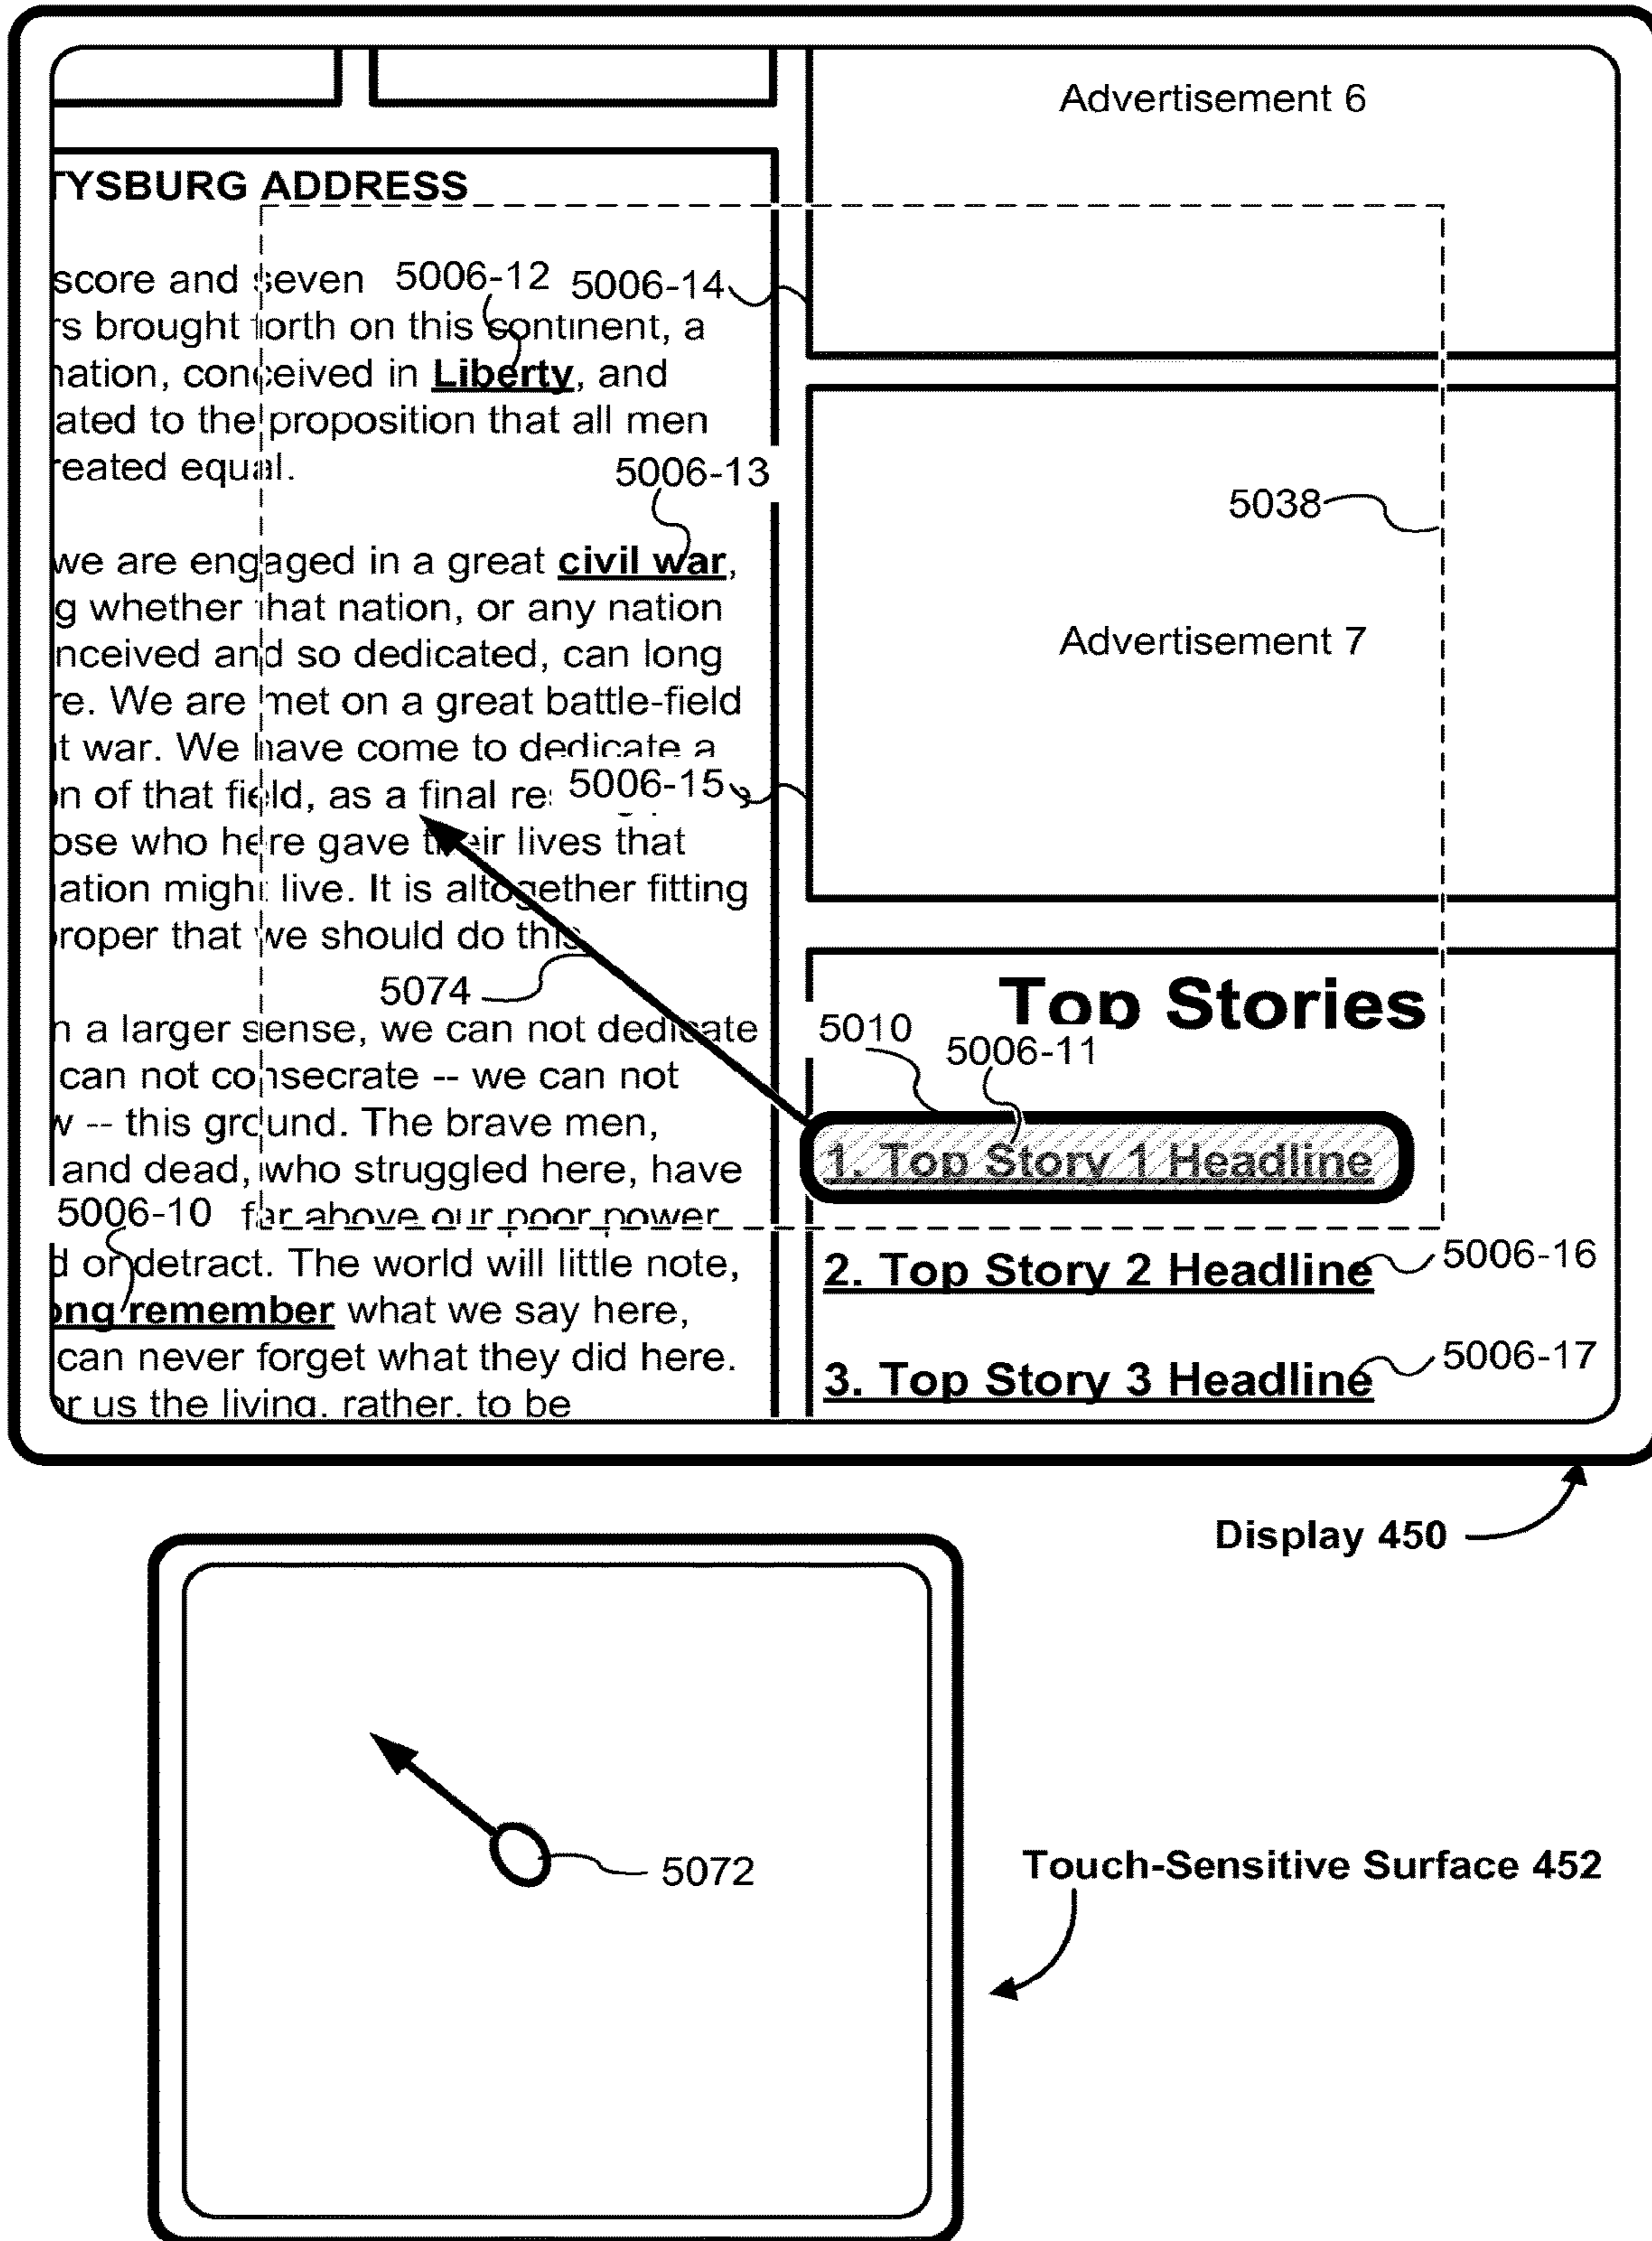 TYSBURG ADDRESS
score and seven
rs brought forth on this continent, a
nation, conceived in Liberty, and
ated to the proposition that all men
reated equal.
we are engaged in a great civil war,
g whether that nation, or any nation
nceived and so dedicated, can long
re. We are met on a great battle-field
t war. We have come to dedicate a
n of that field, as a final re
ose who here gave their lives that
ation might live. It is altogether fitting
roper that we should do this
n a larger sense, we can not dedicate
can not consecrate -- we can not
w -- this ground. The brave men,
and dead, who struggled here, have
far above our poor power
d or detract. The world will little note,
ong remember what we say here,
can never forget what they did here.
or us the living, rather, to be
5006-12
5006-14
5006-13
5006-15
5074
5006-10
Advertisement 6
5038
Advertisement 7
Top Stories
5010
5006-11
1. Top Story 1 Headline
2. Top Story 2 Headline
5006-16
3. Top Story 3 Headline
5006-17
Display 450
5072
Touch-Sensitive Surface 452